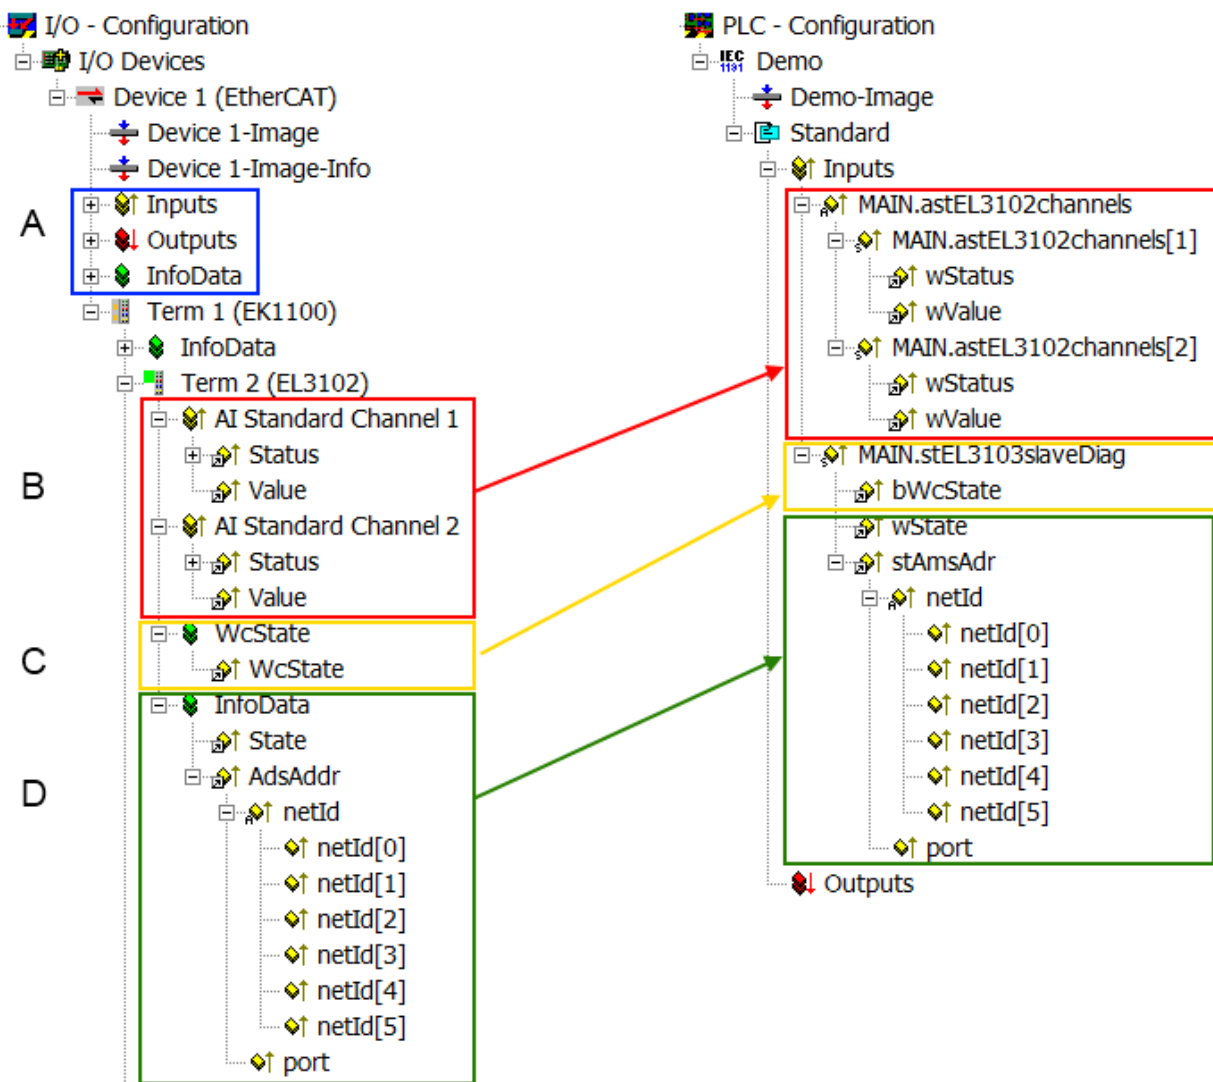 I/O - Configuration
I/O Devices
Device 1 (EtherCAT)
Device 1-Image
Device 1-Image-Info
A
Inputs
Outputs
InfoData
Term 1 (EK1100)
InfoData
Term 2 (EL3102)
B
AI Standard Channel 1
Status
Value
AI Standard Channel 2
Status
Value
C
WcState
WcState
D
InfoData
State
AdsAddr
netId
netId[0]
netId[1]
netId[2]
netId[3]
netId[4]
netId[5]
port
PLC - Configuration
IEC
1131
Demo
Demo-Image
Standard
Inputs
MAIN.astEL3102channels
MAIN.astEL3102channels[1]
wStatus
wValue
MAIN.astEL3102channels[2]
wStatus
wValue
MAIN.stEL3103slaveDiag
bWcState
wState
stAmsAdr
netId
netId[0]
netId[1]
netId[2]
netId[3]
netId[4]
netId[5]
port
Outputs